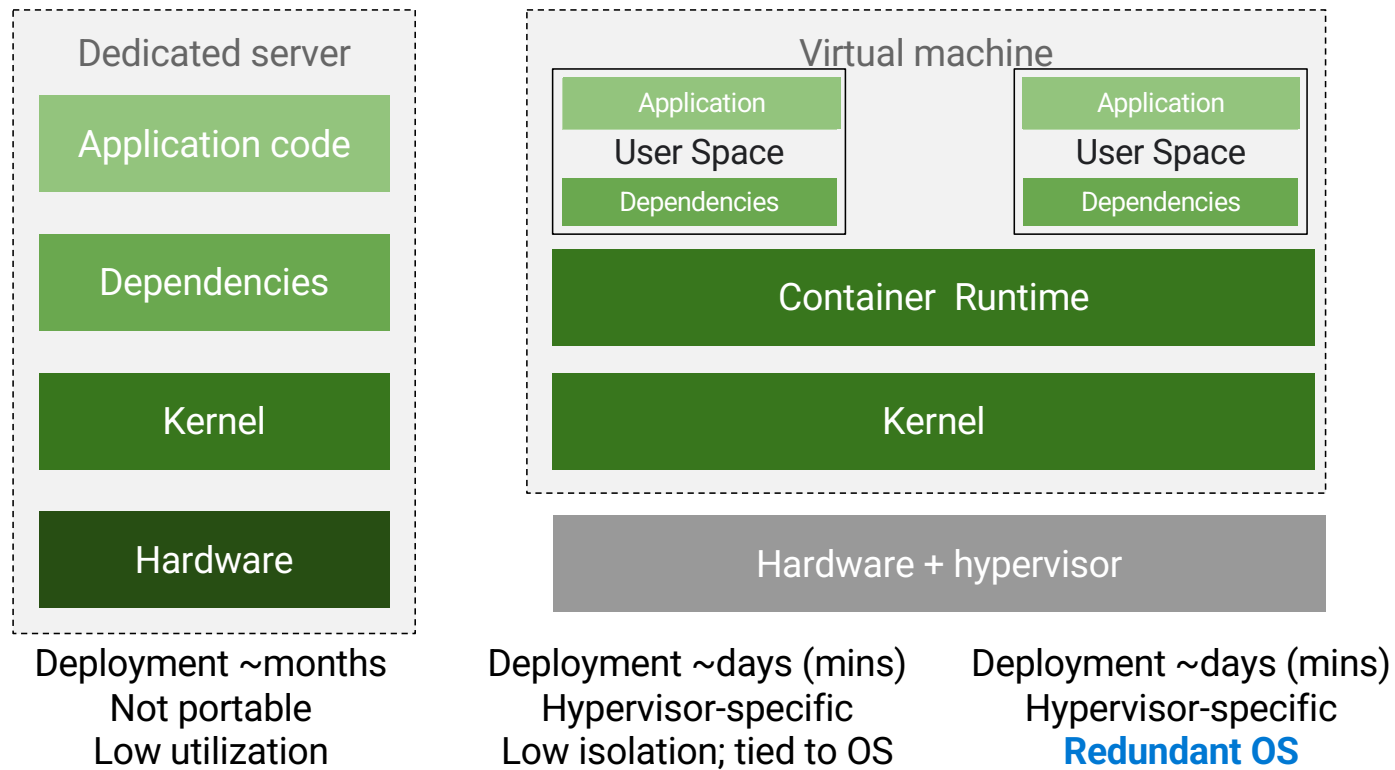 Dedicated server
Application code
Dependencies
Kernel
Hardware
Deployment ~months
Not portable
Low utilization
Virtual machine
Application
User Space
Dependencies
Application
User Space
Dependencies
Container Runtime
Kernel
Hardware + hypervisor
Deployment ~days (mins)
Hypervisor-specific
Low isolation; tied to OS
Deployment ~days (mins)
Hypervisor-specific
Redundant OS